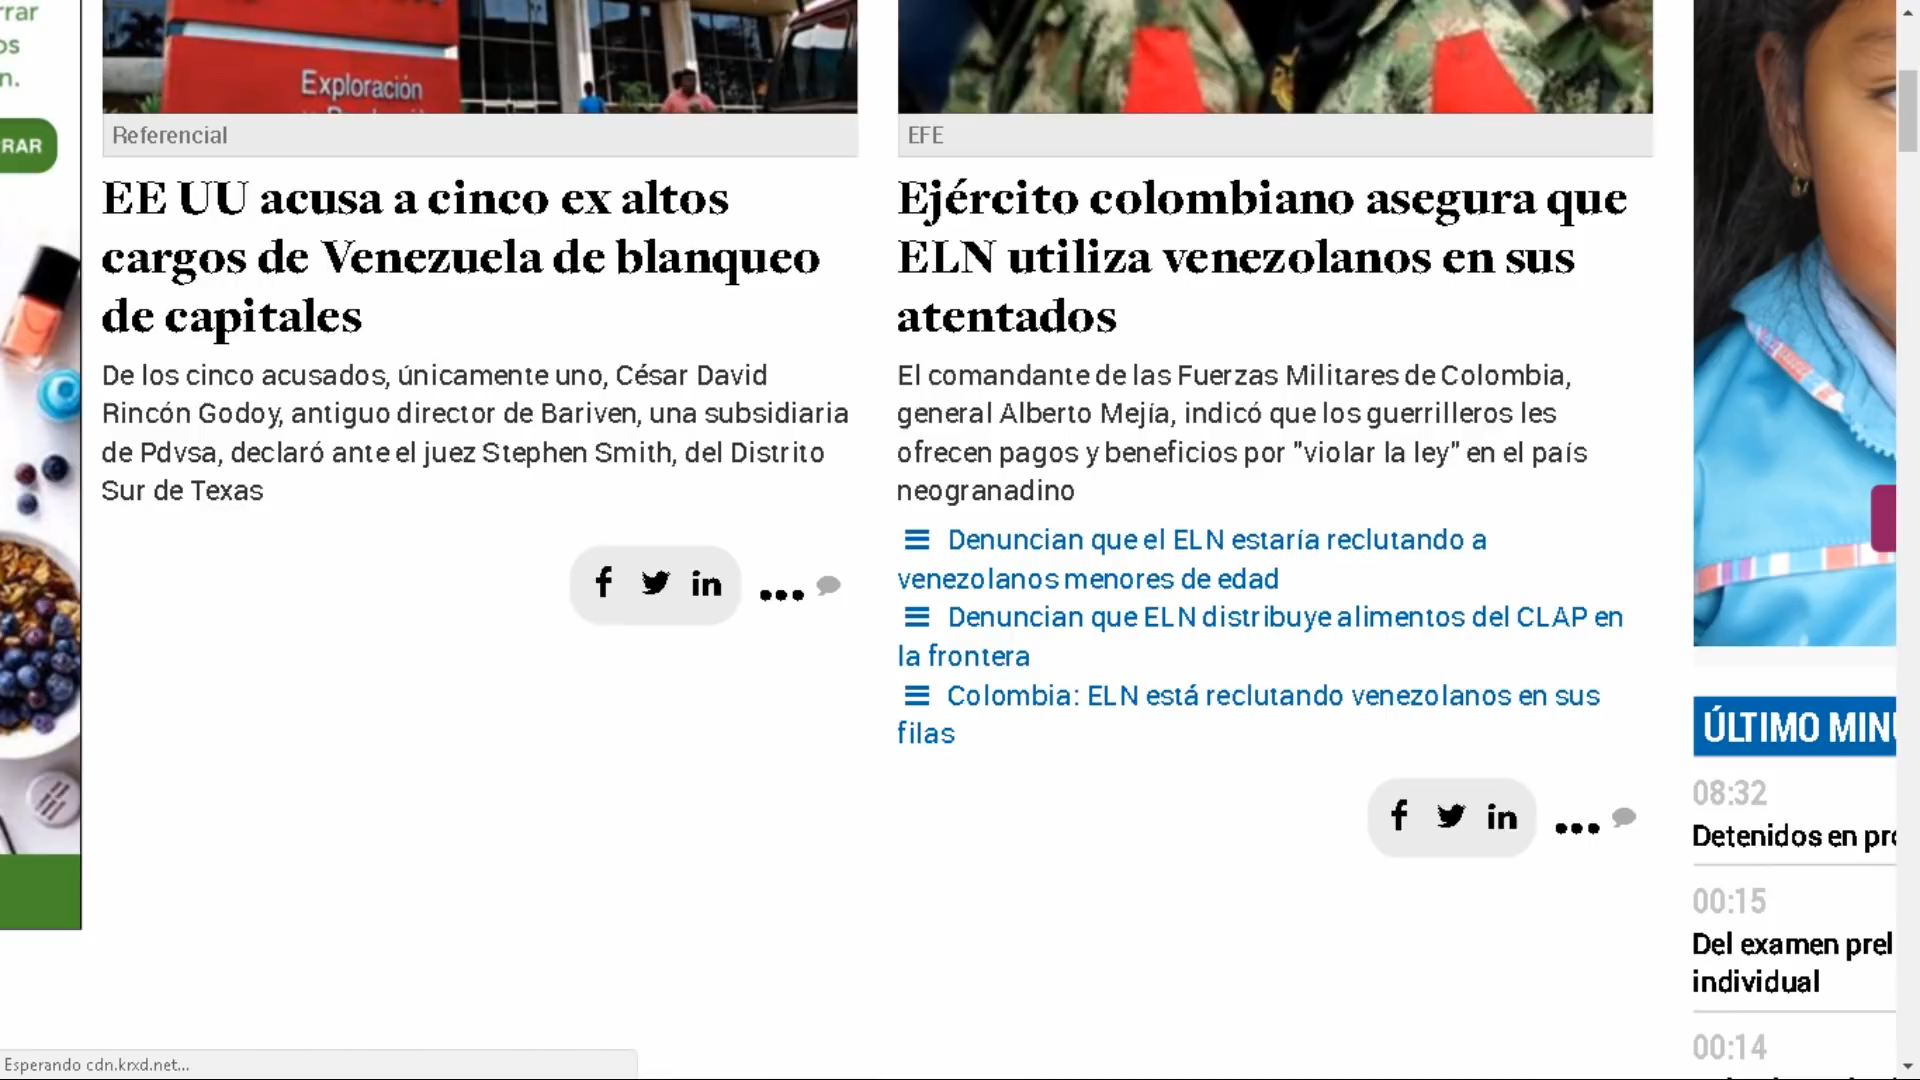 rrar
os
n.
RAR
Exploración
Referencial
EE UU acusa a cinco ex altos
cargos de Venezuela de blanqueo
de capitales
De los cinco acusados, únicamente uno, César David
Rincón Godoy, antiguo director de Bariven, una subsidiaria
de Pdvsa, declaró ante el juez Stephen Smith, del Distrito
Sur de Texas
EFE
Ejército colombiano asegura que
ELN utiliza venezolanos en sus
atentados
El comandante de las Fuerzas Militares de Colombia,
general Alberto Mejía, indicó que los guerrilleros les
ofrecen pagos y beneficios por "violar la ley" en el país
neogranadino
Denuncian que el ELN estaría reclutando a
venezolanos menores de edad
Denuncian que ELN distribuye alimentos del CLAP en
la frontera
Colombia: ELN está reclutando venezolanos en sus
filas
ÚLTIMO MIN
08:32
Detenidos en pr
00:15
Del examen prel
individual
00:14
Esperando cdn.krxd.net...